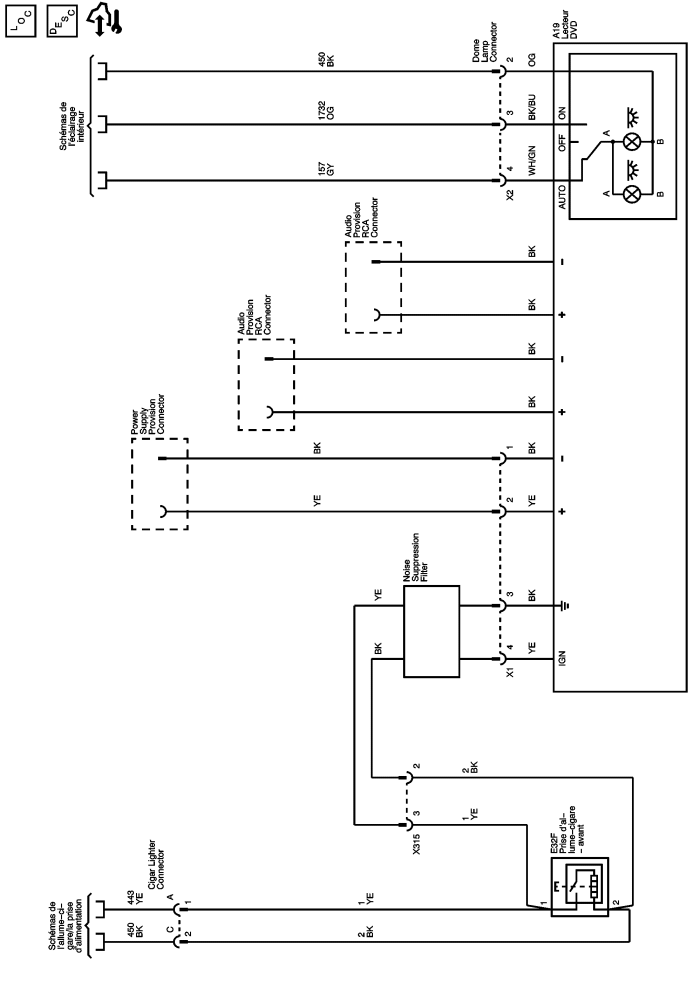 LOC
DESC
Schémas de
l'éclairage
intérieur
450
BK
Dome
Lamp
Connector
2
OG
A19
Lecteur
DVD
1732
OG
3
BK/BU
ON
OFF
157
GY
4
X2
WH/GN
AUTO
A
B
A
B
Audio
Provision
RCA
Connector
BK
–
BK
+
Audio
Provision
RCA
Connector
BK
–
BK
+
Power
Supply
Provision
Connector
BK
1
BK
–
YE
2
YE
+
Noise
Suppression
Filter
YE
3
BK
BK
4
X1
YE
IGN
2
2
BK
3
X315
1
YE
E32F
Prise d'al–
lume–cigare
– avant
1
2
Schémas de
l'allume–ci–
gare/la prise
d'alimentation
443
YE
Cigar Lighter
Connector
A
1
1
YE
450
BK
C
2
2
BK